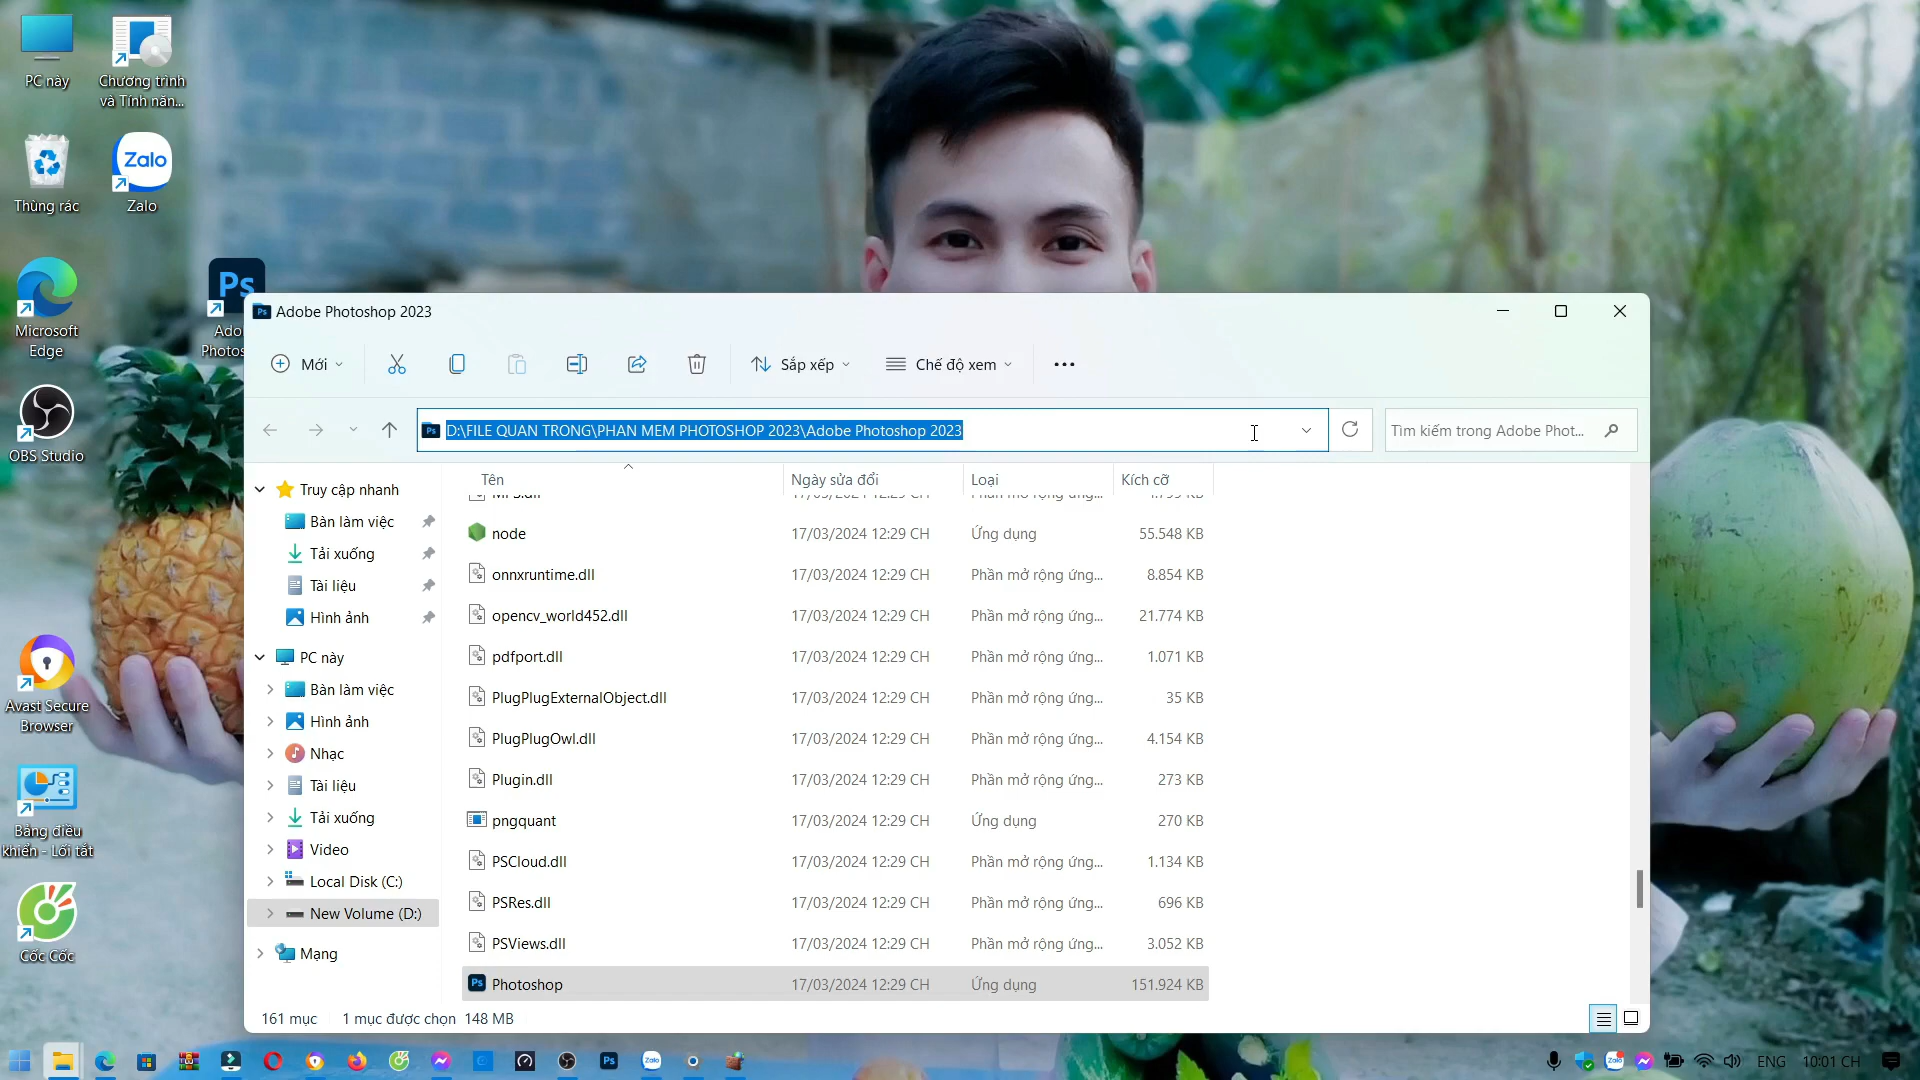 PC này
Chương trình
và Tính năn...
Thùng rác
Zalo
Zalo
Microsoft
Edge
Ps
OBS Studio
Avast Secure
Browser
Bảng điều
khiển - Lối tắt
Cốc Cốc
Ps Adobe Photoshop 2023
Mới
Sắp xếp
Chế độ xem
Ps D:\FILE QUAN TRONG\PHAN MEM PHOTOSHOP 2023\Adobe Photoshop 2023
Tìm kiếm trong Adobe Phot...
Truy cập nhanh
Bàn làm việc
Tải xuống
Tài liệu
Hình ảnh
PC này
Bàn làm việc
Hình ảnh
Nhạc
Tài liệu
Tải xuống
Video
Local Disk (C:)
New Volume (D:)
Mạng
Tên Ngày sửa đổi Loại Kích cỡ
node 17/03/2024 12:29 CH Ứng dụng 55.548 KB
onnxruntime.dll 17/03/2024 12:29 CH Phần mở rộng ứng... 8.854 KB
opencv_world452.dll 17/03/2024 12:29 CH Phần mở rộng ứng... 21.774 KB
pdfport.dll 17/03/2024 12:29 CH Phần mở rộng ứng... 1.071 KB
PlugPlugExternalObject.dll 17/03/2024 12:29 CH Phần mở rộng ứng... 35 KB
PlugPlugOwl.dll 17/03/2024 12:29 CH Phần mở rộng ứng... 4.154 KB
Plugin.dll 17/03/2024 12:29 CH Phần mở rộng ứng... 273 KB
pngquant 17/03/2024 12:29 CH Ứng dụng 270 KB
PSCloud.dll 17/03/2024 12:29 CH Phần mở rộng ứng... 1.134 KB
PSRes.dll 17/03/2024 12:29 CH Phần mở rộng ứng... 696 KB
PSViews.dll 17/03/2024 12:29 CH Phần mở rộng ứng... 3.052 KB
Ps Photoshop 17/03/2024 12:29 CH Ứng dụng 151.924 KB
161 mục 1 mục được chọn 148 MB
Ps Zalo ENG 10:01 CH